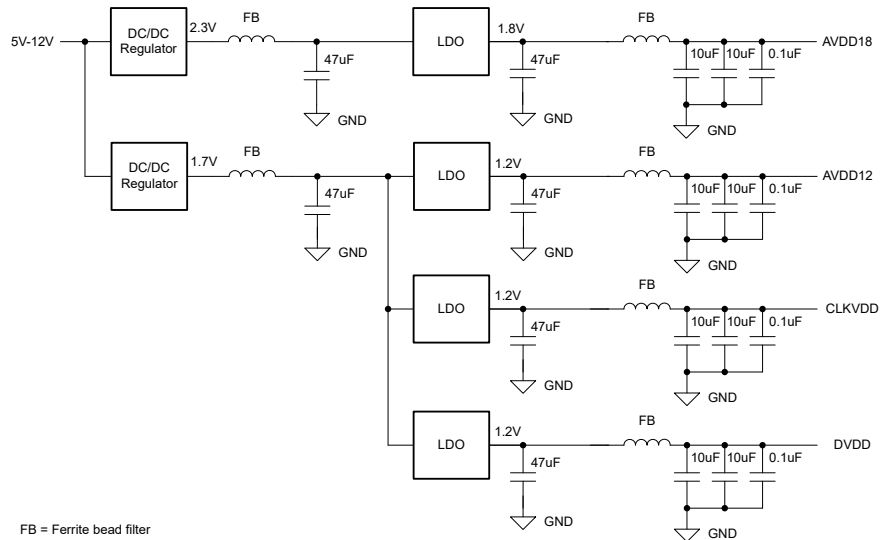 FB
FB
5V-12V
DC/DC
Regulator
2.3V
LDO
1.8V
AVDD18
47uF
47uF
10uF
10uF
0.1uF
GND
GND
GND
FB
FB
DC/DC
Regulator
1.7V
LDO
1.2V
AVDD12
47uF
47uF
10uF
10uF
0.1uF
GND
GND
GND
FB
LDO
1.2V
CLKVDD
47uF
10uF
10uF
0.1uF
GND
GND
FB
LDO
1.2V
DVDD
47uF
10uF
10uF
0.1uF
GND
GND
FB = Ferrite bead filter